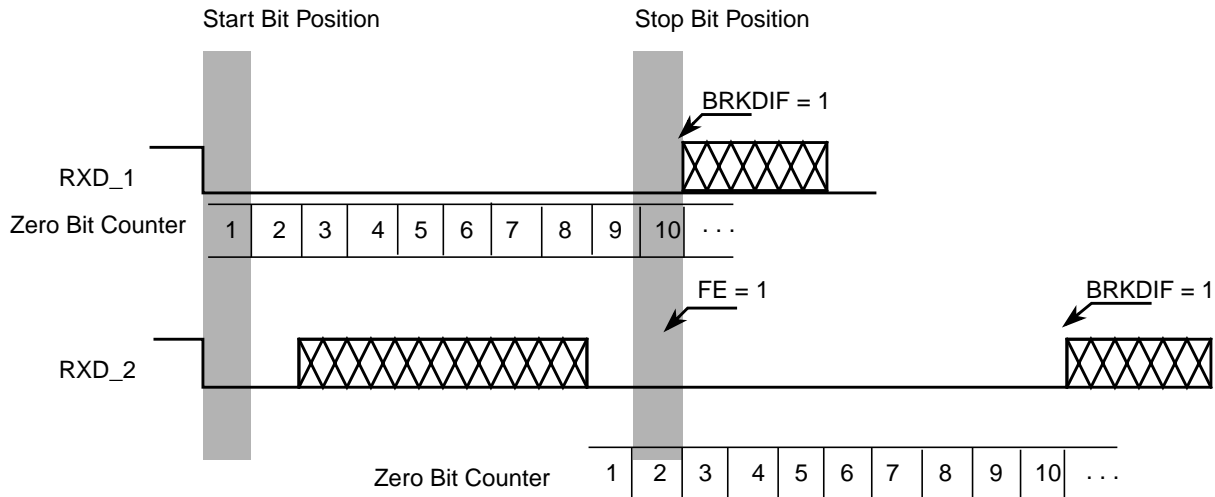 Start Bit Position Stop Bit Position
BRKDIF = 1
RXD_1
Zero Bit Counter 1 2 3 4 5 6 7 8 9 10 . . .
FE = 1 BRKDIF = 1
RXD_2
Zero Bit Counter 1 2 3 4 5 6 7 8 9 10 . . .